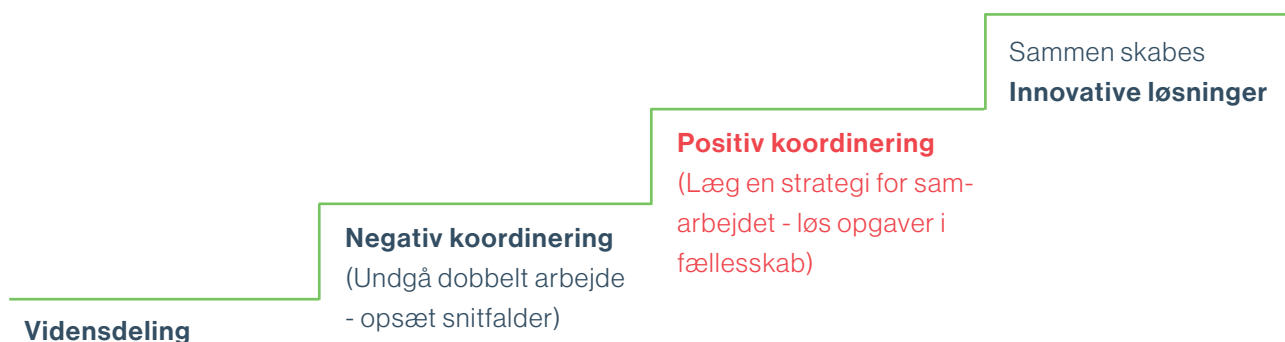 Sammen skabes
Innovative løsninger
Positiv koordinering
(Læg en strategi for sam-
arbejdet - løs opgaver i
fællesskab)
Negativ koordinering
(Undgå dobbelt arbejde
- opsæt snitfalder)
Vidensdeling